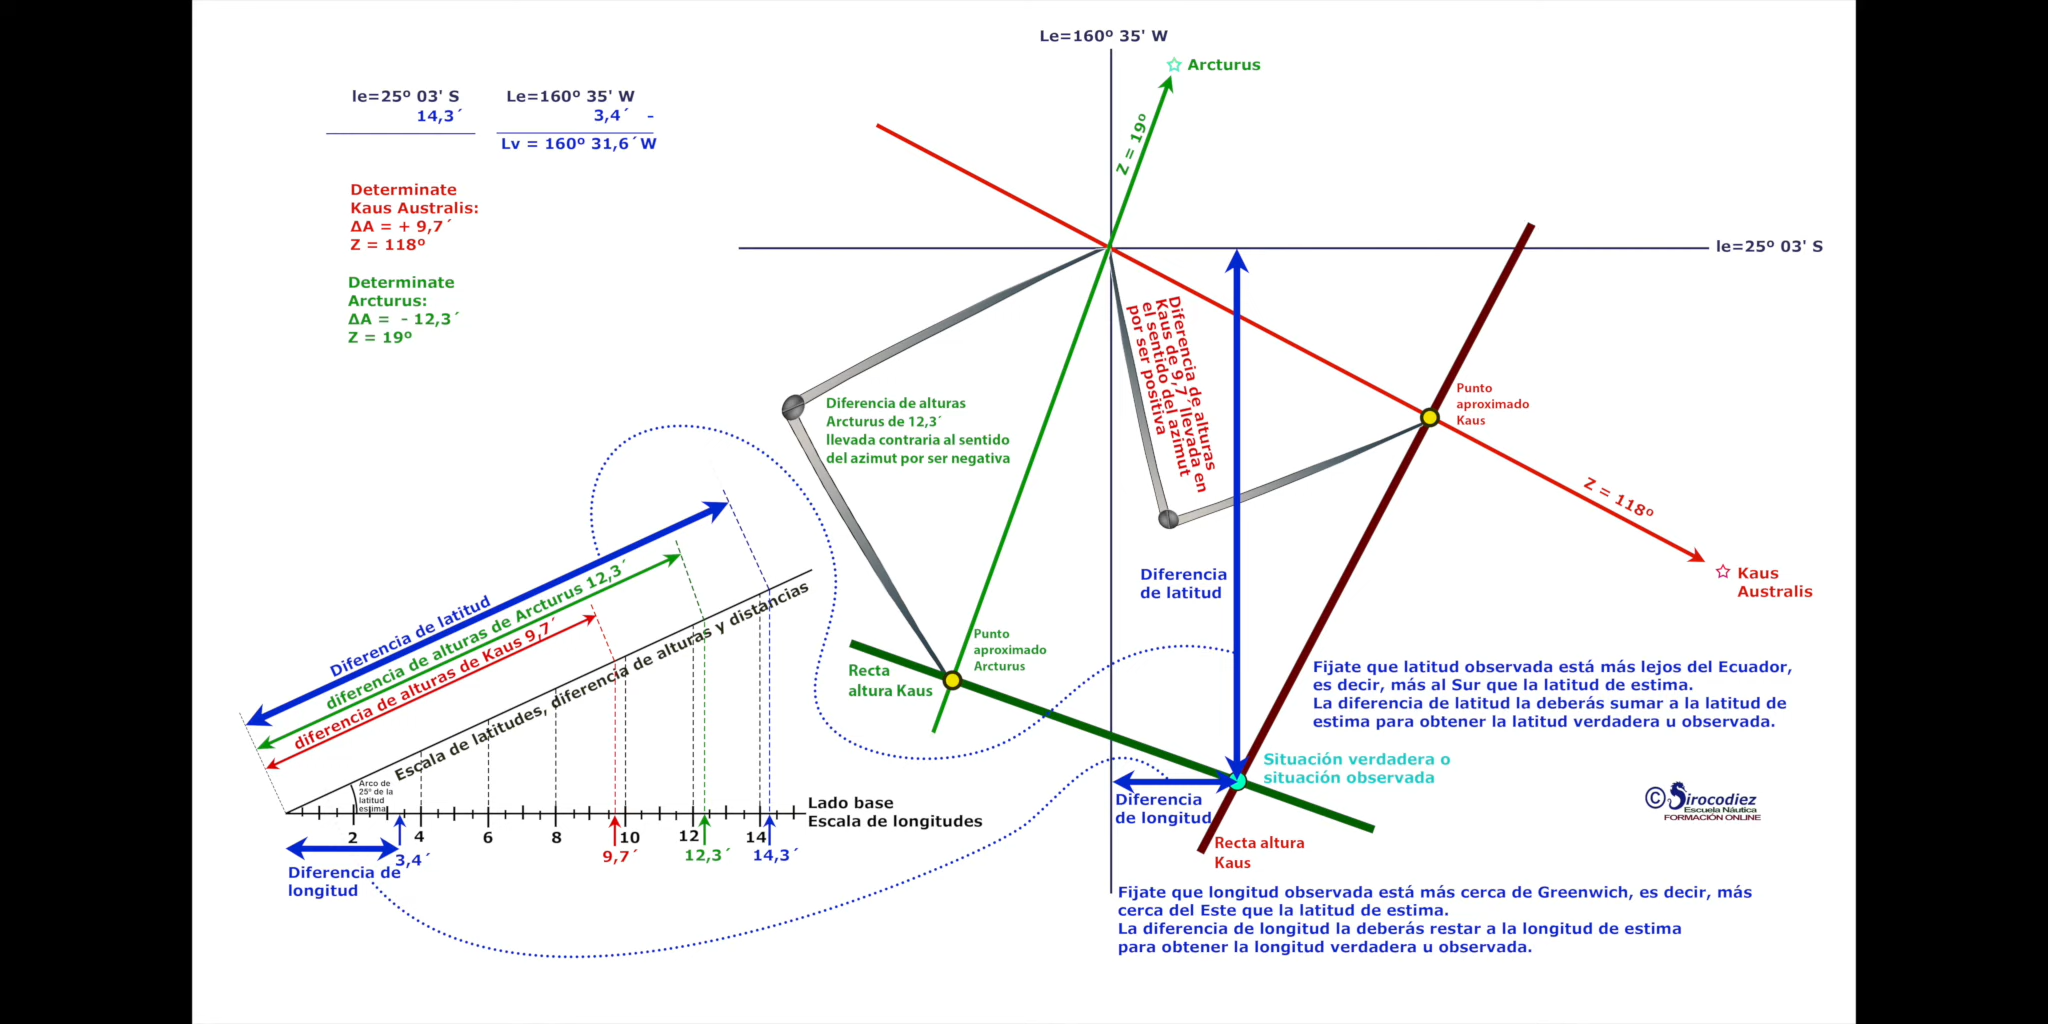 Le=160º 35' W
Arcturus
le=25º 03' S
14,3´
Le=160º 35' W
3,4´ -
Lv = 160º 31,6´W
Determinate
Kaus Australis:
ΔA = + 9,7´
Z = 118º
Determinate
Arcturus:
ΔA = - 12,3´
Z = 19º
Z = 19º
le=25º 03' S
Diferencia de alturas
Kaus de 9,7´ llevada en
el sentido del azimut
por ser positiva
Punto
aproximado
Kaus
Diferencia de alturas
Arcturus de 12,3´
llevada contraria al sentido
del azimut por ser negativa
Z = 118º
Kaus
Australis
Diferencia
de latitud
Diferencia de latitud
diferencia de alturas de Arcturus 12,3´
diferencia de alturas de Kaus 9,7´
Escala de latitudes, diferencia de alturas y distancias
Punto
aproximado
Arcturus
Recta
altura Kaus
Fijate que latitud observada está más lejos del Ecuador,
es decir, más al Sur que la latitud de estima.
La diferencia de latitud la deberás sumar a la latitud de
estima para obtener la latitud verdadera u observada.
Situación verdadera o
situación observada
Arco de
25º de la
latitud
estima
Lado base
Escala de longitudes
2
4
6
8
10
12
14
3,4´
9,7´
12,3´
14,3´
Diferencia de
longitud
Diferencia
de longitud
Recta altura
Kaus
© Sirocodiez
Escuela Náutica
FORMACIÓN ONLINE
Fijate que longitud observada está más cerca de Greenwich, es decir, más
cerca del Este que la latitud de estima.
La diferencia de longitud la deberás restar a la longitud de estima
para obtener la longitud verdadera u observada.